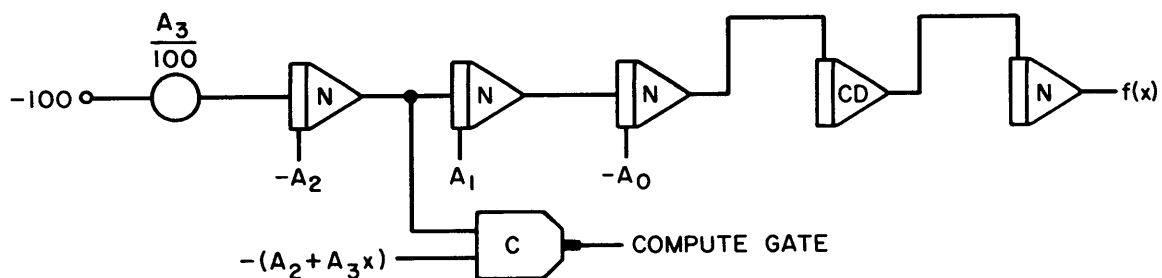 A3
100
-100
N
N
N
CD
N
f(x)
-A2
A1
-A0
C
COMPUTE GATE
-(A2+A3x)